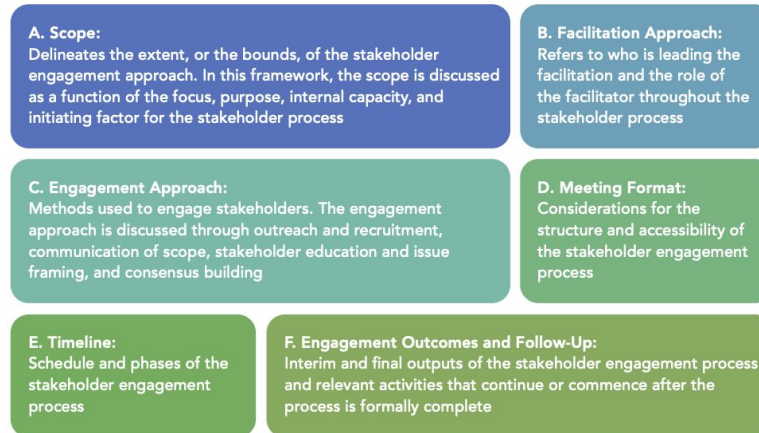 A. Scope:
Delineates the extent, or the bounds, of the stakeholder
engagement approach. In this framework, the scope is discussed
as a function of the focus, purpose, internal capacity, and
initiating factor for the stakeholder process
B. Facilitation Approach:
Refers to who is leading the
facilitation and the role of
the facilitator throughout the
stakeholder process
C. Engagement Approach:
Methods used to engage stakeholders. The engagement
approach is discussed through outreach and recruitment,
communication of scope, stakeholder education and issue
framing, and consensus building
D. Meeting Format:
Considerations for the
structure and accessibility of
the stakeholder engagement
process
E. Timeline:
Schedule and phases of the
stakeholder engagement
process
F. Engagement Outcomes and Follow-Up:
Interim and final outputs of the stakeholder engagement process
and relevant activities that continue or commence after the
process is formally complete